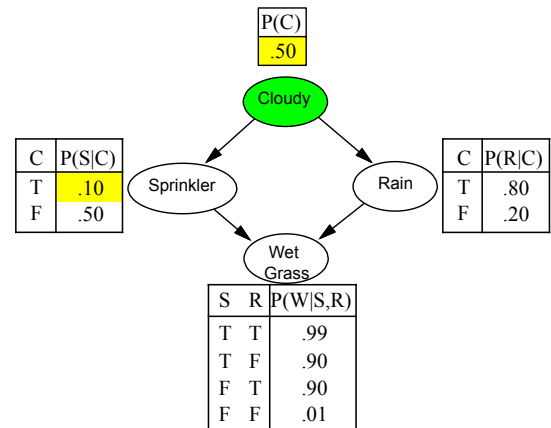 P(C)
.50
Cloudy
C P(S|C)
T .10
F .50
Sprinkler
Rain
C P(R|C)
T .80
F .20
Wet
Grass
S R P(W|S,R)
T T .99
T F .90
F T .90
F F .01